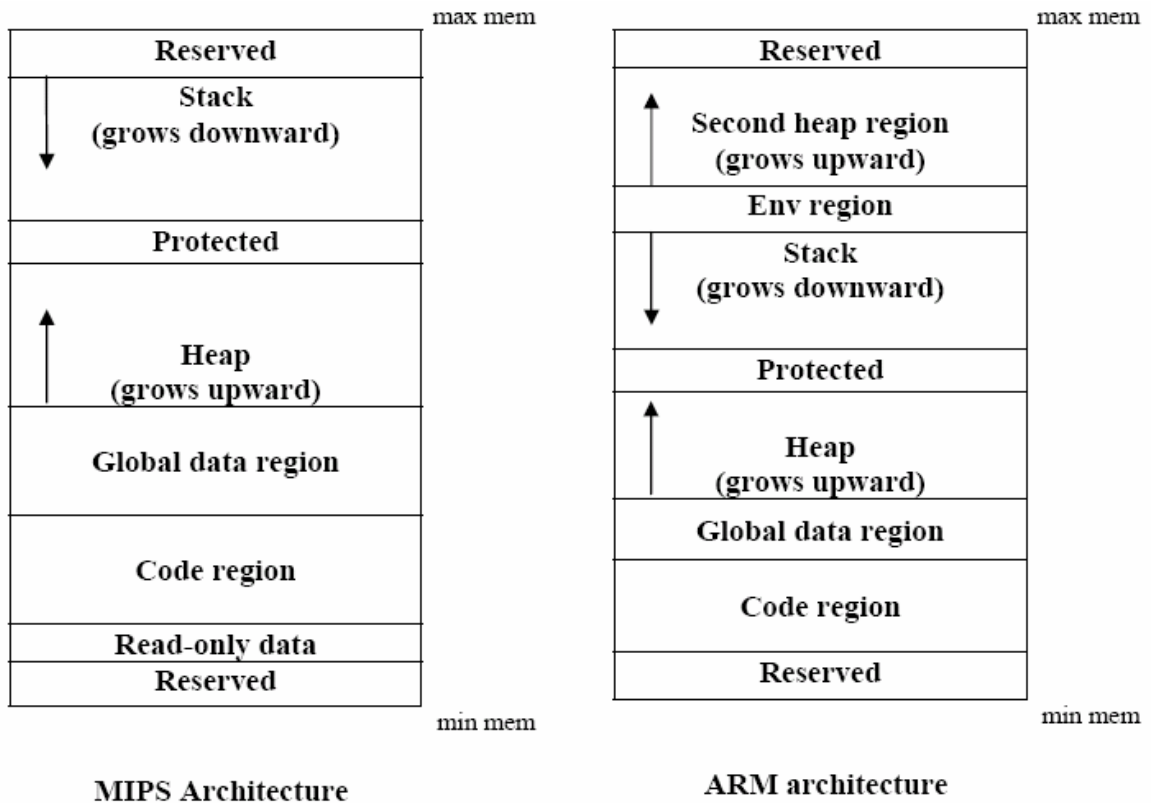 max mem
Reserved
Stack
(grows downward)
Protected
Heap
(grows upward)
Global data region
Code region
Read-only data
Reserved
min mem
MIPS Architecture
max mem
Reserved
Second heap region
(grows upward)
Env region
Stack
(grows downward)
Protected
Heap
(grows upward)
Global data region
Code region
Reserved
min mem
ARM architecture